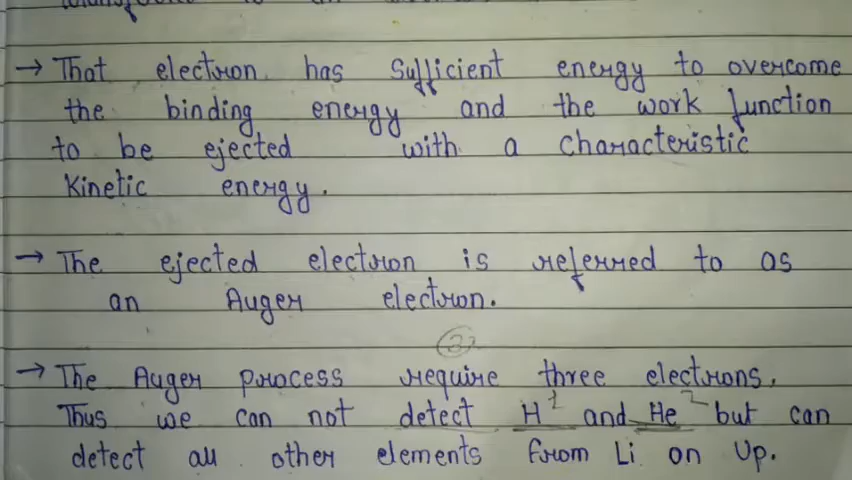 → That electron has sufficient energy to overcome
the binding energy and the work function
to be ejected with a characteristic
Kinetic energy.
→ The ejected electron is referred to as
an Auger electron.
②
→ The Auger process require three electrons.
Thus we can not detect H¹ and He² but can
detect all other elements from Li on Up.